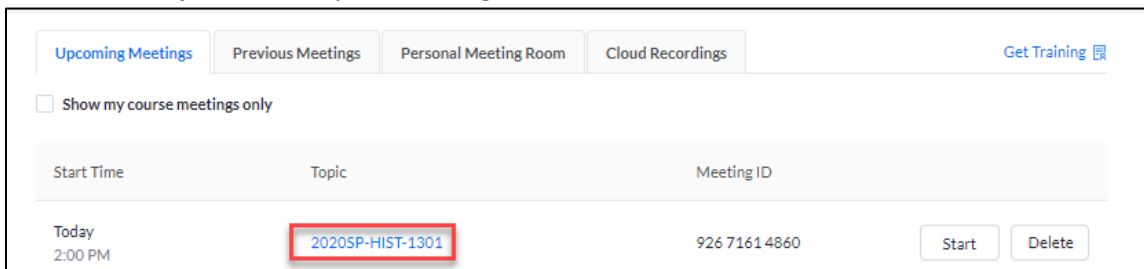 Upcoming Meetings Previous Meetings Personal Meeting Room Cloud Recordings Get Training
Show my course meetings only
Start Time Topic Meeting ID
Today
2:00 PM
2020SP-HIST-1301 926 7161 4860 Start Delete